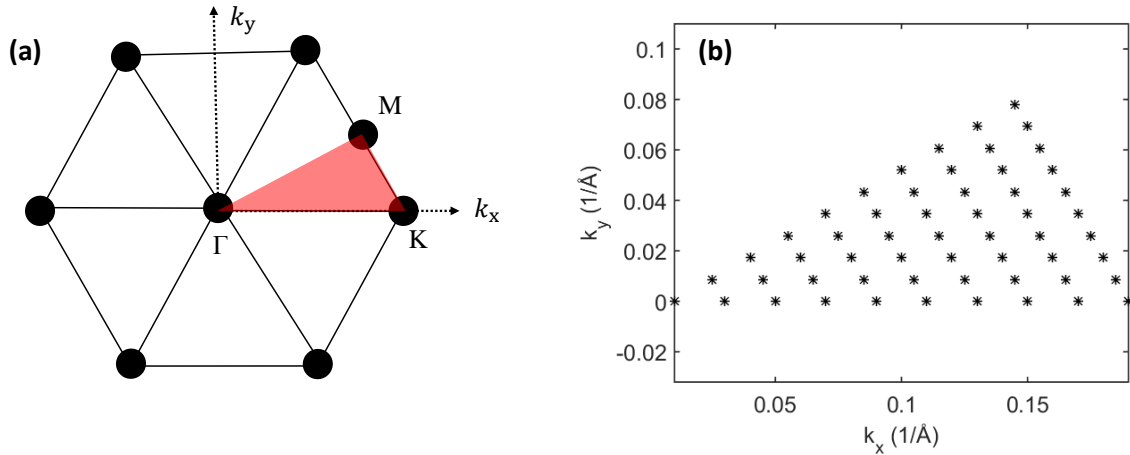 (a)
k_y
M
Γ
K
k_x
(b)
0.1
0.08
0.06
0.04
0.02
0
-0.02
k_y (1/Å)
0.05
0.1
0.15
k_x (1/Å)